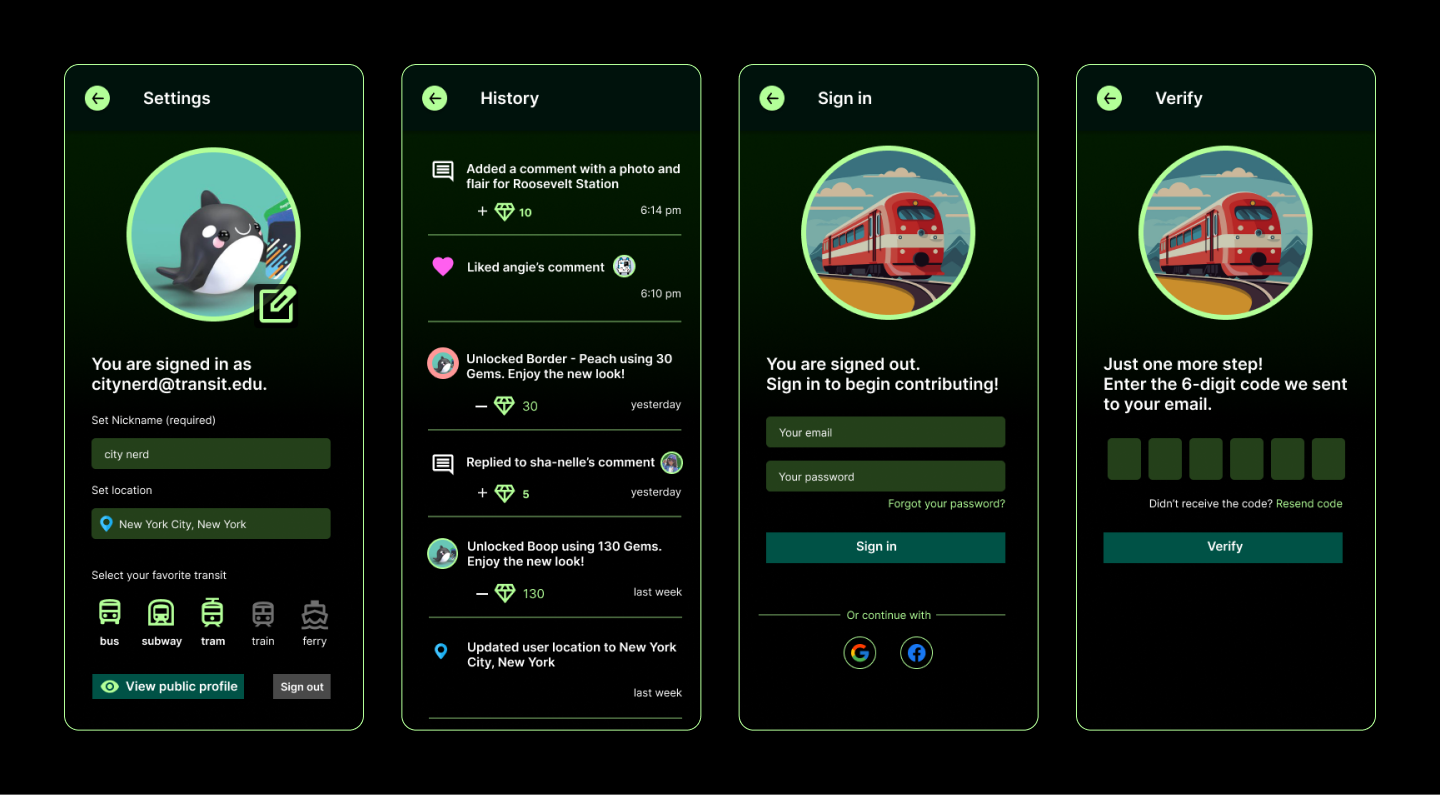 Settings
You are signed in as
citynerd@transit.edu.
Set Nickname (required)
city nerd
Set location
New York City, New York
Select your favorite transit
bus subway tram train ferry
View public profile Sign out
History
Added a comment with a photo and
flair for Roosevelt Station
+ 10 6:14 pm
Liked angie's comment
6:10 pm
Unlocked Border - Peach using 30
Gems. Enjoy the new look!
– 30 yesterday
Replied to sha-nelle's comment
+ 5 yesterday
Unlocked Boop using 130 Gems.
Enjoy the new look!
– 130 last week
Updated user location to New York
City, New York
last week
Sign in
You are signed out.
Sign in to begin contributing!
Your email
Your password
Forgot your password?
Sign in
Or continue with
Verify
Just one more step!
Enter the 6-digit code we sent
to your email.
Didn't receive the code? Resend code
Verify